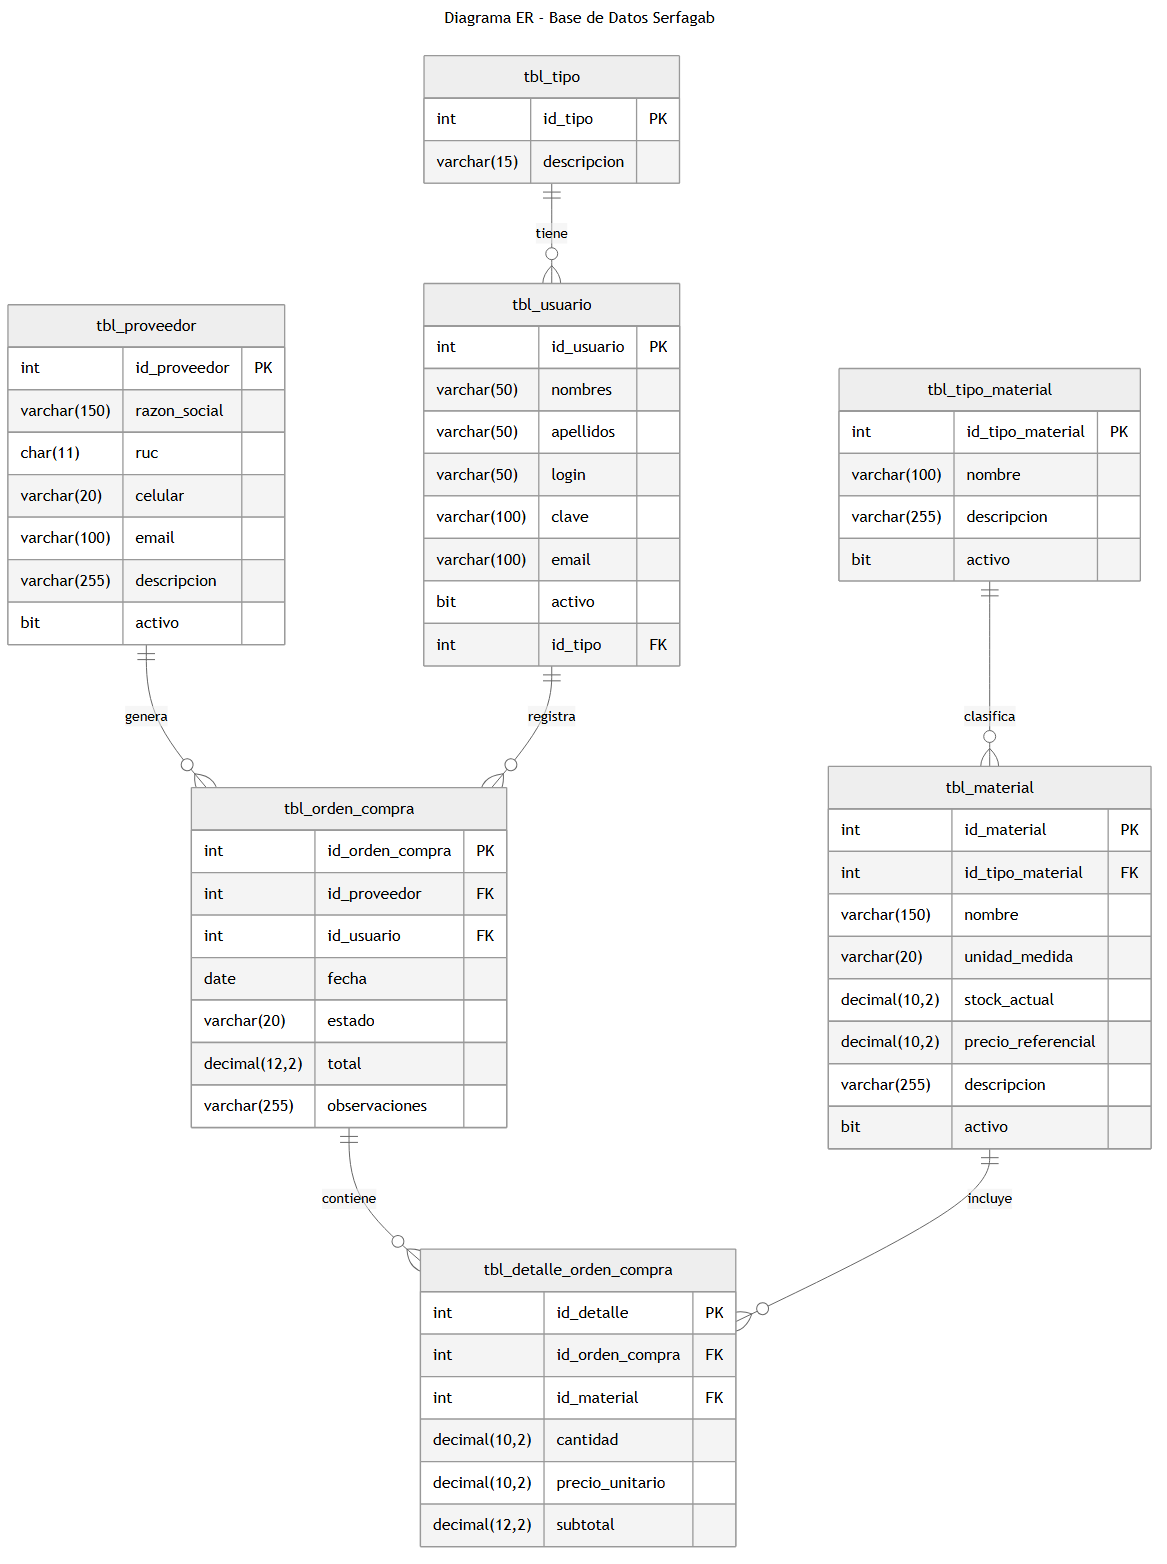 Diagrama ER - Base de Datos Serfagab
tbl_tipo
int id_tipo PK
varchar(15) descripcion
tiene
tbl_usuario
int id_usuario PK
varchar(50) nombres
varchar(50) apellidos
varchar(50) login
varchar(100) clave
varchar(100) email
bit activo
int id_tipo FK
tbl_proveedor
int id_proveedor PK
varchar(150) razon_social
char(11) ruc
varchar(20) celular
varchar(100) email
varchar(255) descripcion
bit activo
tbl_tipo_material
int id_tipo_material PK
varchar(100) nombre
varchar(255) descripcion
bit activo
genera
registra
clasifica
tbl_orden_compra
int id_orden_compra PK
int id_proveedor FK
int id_usuario FK
date fecha
varchar(20) estado
decimal(12,2) total
varchar(255) observaciones
tbl_material
int id_material PK
int id_tipo_material FK
varchar(150) nombre
varchar(20) unidad_medida
decimal(10,2) stock_actual
decimal(10,2) precio_referencial
varchar(255) descripcion
bit activo
contiene
incluye
tbl_detalle_orden_compra
int id_detalle PK
int id_orden_compra FK
int id_material FK
decimal(10,2) cantidad
decimal(10,2) precio_unitario
decimal(12,2) subtotal